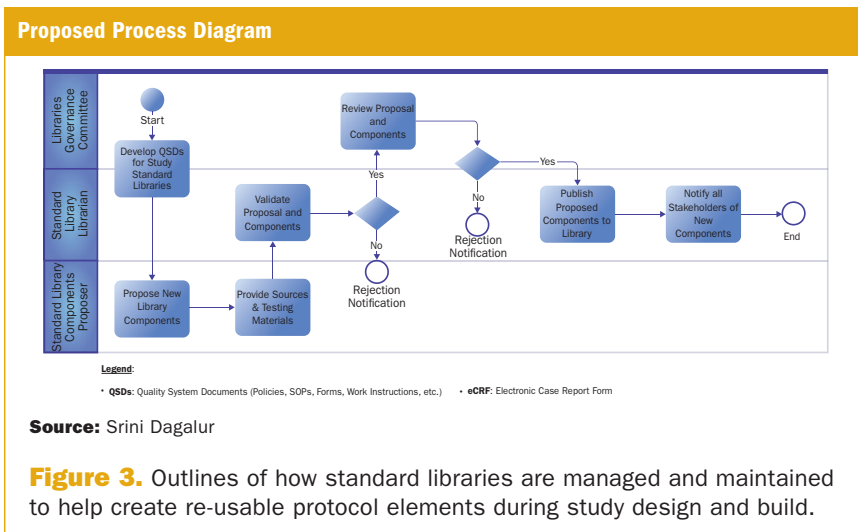 Proposed Process Diagram
Libraries
Governance
Committee
Start
Develop QSDs
for Study
Standard
Libraries
Review Proposal
and
Components
Yes
No
Rejection
Notification
Yes
Standard
Library
Librarian
Validate
Proposal and
Components
No
Rejection
Notification
Publish
Proposed
Components to
Library
Notify all
Stakeholders of
New
Components
End
Standard Library
Components
Proposer
Propose New
Library
Components
Provide Sources
& Testing
Materials
Legend:
• QSDs: Quality System Documents (Policies, SOPs, Forms, Work Instructions, etc.) • eCRF: Electronic Case Report Form
Source: Srini Dagalur
Figure 3. Outlines of how standard libraries are managed and maintained
to help create re-usable protocol elements during study design and build.